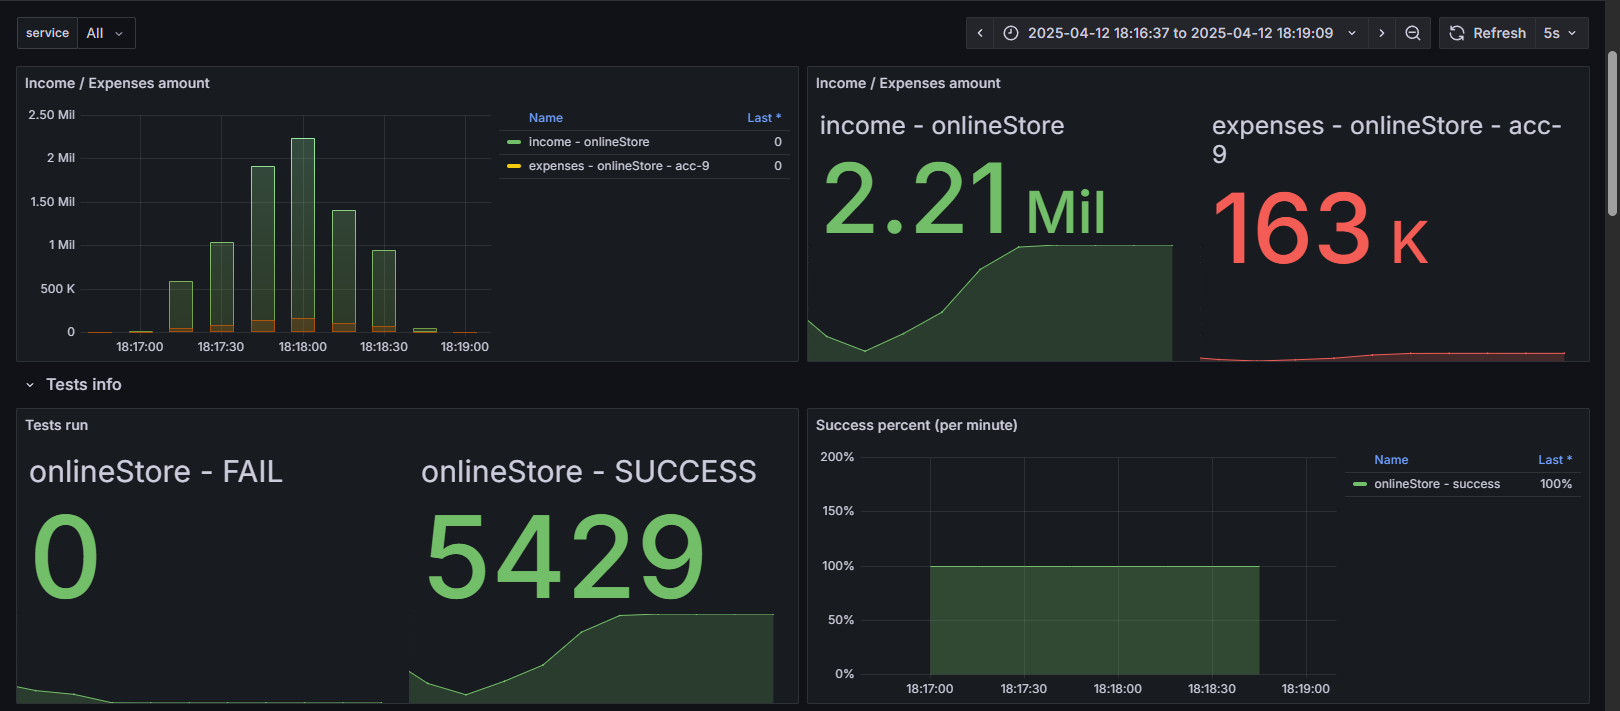 service All
2025-04-12 18:16:37 to 2025-04-12 18:19:09
Refresh 5s
Income / Expenses amount
2.50 Mil
2 Mil
1.50 Mil
1 Mil
500 K
0
18:17:00 18:17:30 18:18:00 18:18:30 18:19:00
Name Last *
income - onlineStore 0
expenses - onlineStore - acc-9 0
Income / Expenses amount
income - onlineStore
2.21 Mil
expenses - onlineStore - acc-
9
163 K
Tests info
Tests run
onlineStore - FAIL
0
onlineStore - SUCCESS
5429
Success percent (per minute)
200%
150%
100%
50%
0%
18:17:00 18:17:30 18:18:00 18:18:30 18:19:00
Name Last *
onlineStore - success 100%